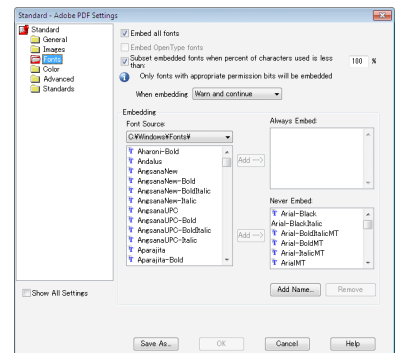 Standard - Adobe PDF Settings
Standard
General
Images
Fonts
Color
Advanced
Standards
Show All Settings
Embed all fonts
Embed OpenType fonts
Subset embedded fonts when percent of characters used is less than: 100 %
Only fonts with appropriate permission bits will be embedded
When embedding: Warn and continue
Embedding
Font Source:
C:¥Windows¥Fonts¥
Aharoni-Bold
Andalus
AngsanaNew
AngsanaNew-Bold
AngsanaNew-BoldItalic
AngsanaNew-Italic
AngsanaUPC
AngsanaUPC-Bold
AngsanaUPC-BoldItalic
AngsanaUPC-Italic
Aparajita
Aparajita-Bold
Add -->
Add -->
Always Embed:
Never Embed:
Arial-Black
Arial-BlackItalic
Arial-BoldItalicMT
Arial-BoldMT
Arial-ItalicMT
ArialMT
Add Name...
Remove
Save As...
OK
Cancel
Help